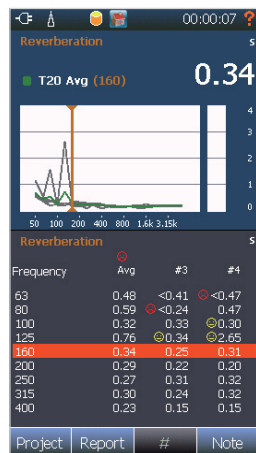 00:00:07 ?
Reverberation s
T20 Avg (160) 0.34
4
3
2
1
0
50 100 200 400 800 1.6k 3.15k
Reverberation s
Frequency Avg #3 #4
63 0.48 <0.41 <0.47
80 0.59 <0.24 0.47
100 0.32 0.33 0.30
125 0.76 0.34 2.65
160 0.34 0.25 0.31
200 0.29 0.22 0.20
250 0.27 0.31 0.32
315 0.30 0.24 0.32
400 0.23 0.15 0.15
Project Report # Note